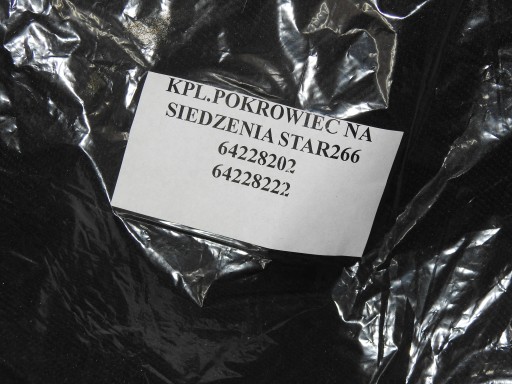 KPL.POKROWIEC NA
SIEDZENIA STAR266
64228202
64228222